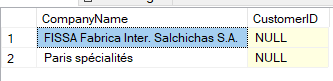 CompanyName CustomerID
1 FISSA Fabrica Inter. Salchichas S.A. NULL
2 Paris spécialités NULL